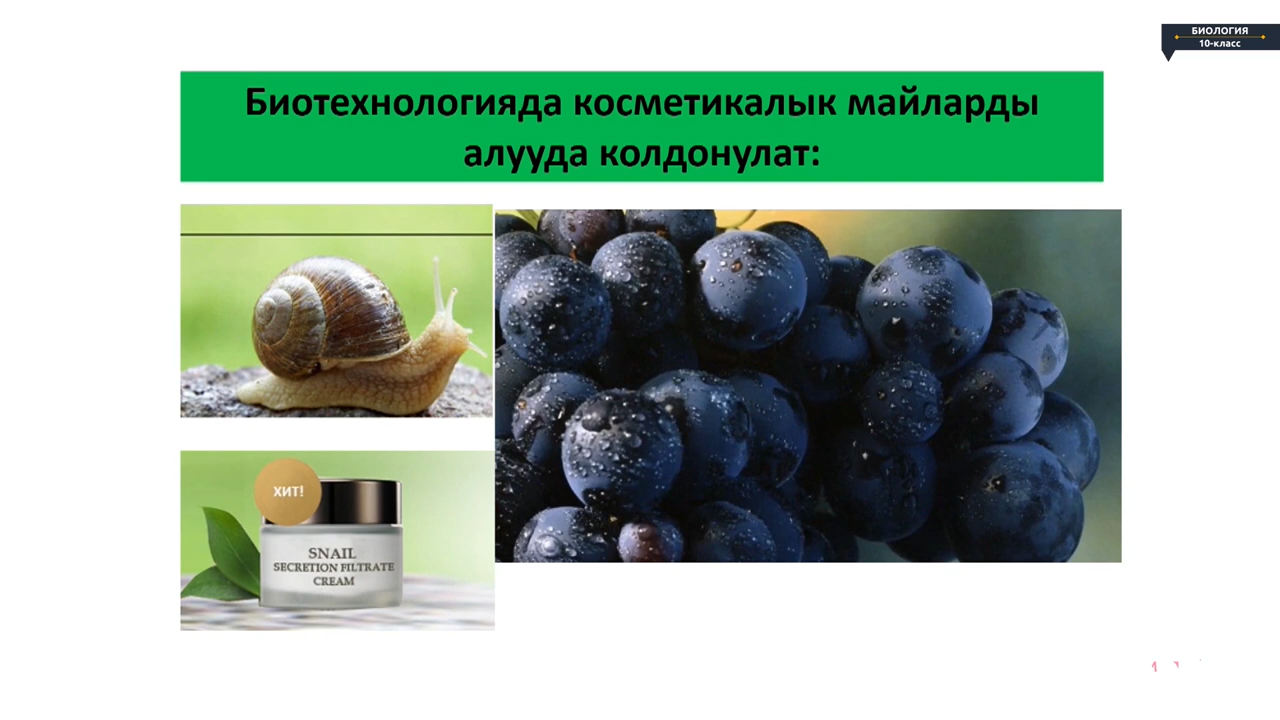 БИОЛОГИЯ
10-класс
Биотехнологияда косметикалык майларды
алууда колдонулат:
ХИТ!
SNAIL
SECRETION FILTRATE
CREAM